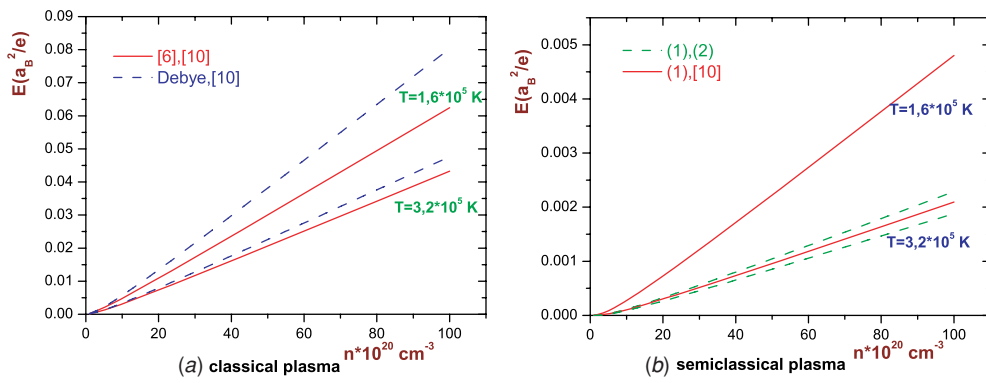 E(a_B^2/e)
0.09
0.08
0.07
0.06
0.05
0.04
0.03
0.02
0.01
0.00
[6],[10]
Debye,[10]
T=1,6*10^5 K
T=3,2*10^5 K
0 20 40 60 80 100
n*10^20 cm^-3
(a) classical plasma
E(a_B^2/e)
0.005
0.004
0.003
0.002
0.001
0.000
(1),(2)
(1),[10]
T=1,6*10^5 K
T=3,2*10^5 K
0 20 40 60 80 100
n*10^20 cm^-3
(b) semiclassical plasma